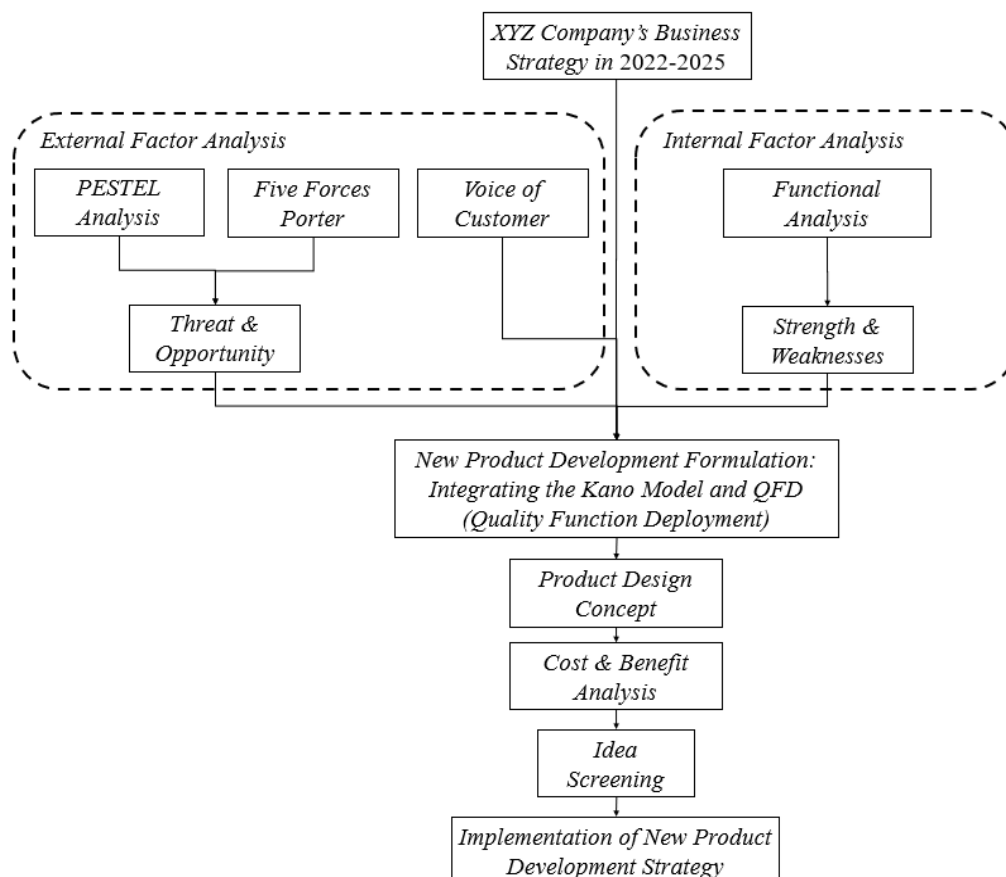 XYZ Company's Business
Strategy in 2022-2025
External Factor Analysis
Internal Factor Analysis
PESTEL
Analysis
Five Forces
Porter
Voice of
Customer
Functional
Analysis
Threat &
Opportunity
Strength &
Weaknesses
New Product Development Formulation:
Integrating the Kano Model and QFD
(Quality Function Deployment)
Product Design
Concept
Cost & Benefit
Analysis
Idea
Screening
Implementation of New Product
Development Strategy